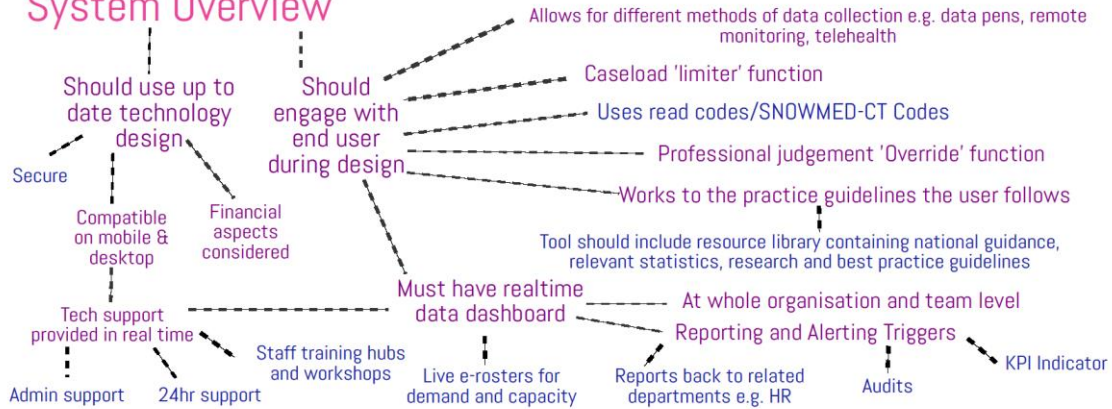 System Overview
Allows for different methods of data collection e.g. data pens, remote
monitoring, telehealth
Should use up to
date technology
design
Should
engage with
end user
during design
Caseload 'limiter' function
Uses read codes/SNOWMED-CT Codes
Professional judgement 'Override' function
Works to the practice guidelines the user follows
Secure
Compatible
on mobile &
desktop
Financial
aspects
considered
Tool should include resource library containing national guidance,
relevant statistics, research and best practice guidelines
Must have realtime
data dashboard
At whole organisation and team level
Reporting and Alerting Triggers
Tech support
provided in real time
Staff training hubs
and workshops
Admin support
24hr support
Live e-rosters for
demand and capacity
Reports back to related
departments e.g. HR
Audits
KPI Indicator